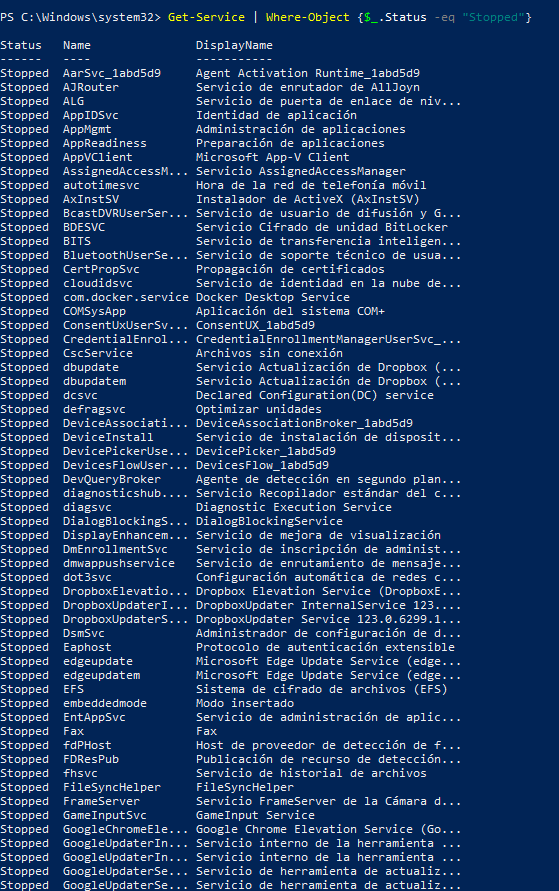 PS C:\Windows\system32> Get-Service | Where-Object {$_.Status -eq "Stopped"}
Status   Name               DisplayName
------   ----               -----------
Stopped  AarSvc_1abd5d9     Agent Activation Runtime_1abd5d9
Stopped  AJRouter           Servicio de enrutador de AllJoyn
Stopped  ALG                Servicio de puerta de enlace de niv...
Stopped  AppIDSvc           Identidad de aplicación
Stopped  AppMgmt            Administración de aplicaciones
Stopped  AppReadiness       Preparación de aplicaciones
Stopped  AppVClient         Microsoft App-V Client
Stopped  AssignedAccessM... Servicio AssignedAccessManager
Stopped  autotimesvc        Hora de la red de telefonía móvil
Stopped  AxInstSV           Instalador de ActiveX (AxInstSV)
Stopped  BcastDVRUserSer... Servicio de usuario de difusión y G...
Stopped  BDESVC             Servicio Cifrado de unidad BitLocker
Stopped  BITS               Servicio de transferencia inteligen...
Stopped  BluetoothUserSe... Servicio de soporte técnico de usua...
Stopped  CertPropSvc        Propagación de certificados
Stopped  cloudidsvc         Servicio de identidad en la nube de...
Stopped  com.docker.service Docker Desktop Service
Stopped  COMSysApp          Aplicación del sistema COM+
Stopped  ConsentUxUserSv... ConsentUX_1abd5d9
Stopped  CredentialEnrol... CredentialEnrollmentManagerUserSvc_...
Stopped  CscService         Archivos sin conexión
Stopped  dbupdate           Servicio Actualización de Dropbox (...
Stopped  dbupdatem          Servicio Actualización de Dropbox (...
Stopped  dcsvc              Declared Configuration(DC) service
Stopped  defragsvc          Optimizar unidades
Stopped  DeviceAssociati... DeviceAssociationBroker_1abd5d9
Stopped  DeviceInstall      Servicio de instalación de disposit...
Stopped  DevicePickerUse... DevicePicker_1abd5d9
Stopped  DevicesFlowUser... DevicesFlow_1abd5d9
Stopped  DevQueryBroker     Agente de detección en segundo plan...
Stopped  diagnosticshub.... Servicio Recopilador estándar del c...
Stopped  diagsvc            Diagnostic Execution Service
Stopped  DialogBlockingS... DialogBlockingService
Stopped  DisplayEnhancem... Servicio de mejora de visualización
Stopped  DmEnrollmentSvc    Servicio de inscripción de administ...
Stopped  dmwappushservice   Servicio de enrutamiento de mensaje...
Stopped  dot3svc            Configuración automática de redes c...
Stopped  DropboxElevatio... Dropbox Elevation Service (DropboxE...
Stopped  DropboxUpdaterI... DropboxUpdater InternalService 123....
Stopped  DropboxUpdaterS... DropboxUpdater Service 123.0.6299.1...
Stopped  DsmSvc             Administrador de configuración de d...
Stopped  Eaphost            Protocolo de autenticación extensible
Stopped  edgeupdate         Microsoft Edge Update Service (edge...
Stopped  edgeupdatem        Microsoft Edge Update Service (edge...
Stopped  EFS                Sistema de cifrado de archivos (EFS)
Stopped  embeddedmode       Modo insertado
Stopped  EntAppSvc          Servicio de administración de aplic...
Stopped  Fax                Fax
Stopped  fdPHost            Host de proveedor de detección de f...
Stopped  FDResPub           Publicación de recurso de detección...
Stopped  fhsvc              Servicio de historial de archivos
Stopped  FileSyncHelper     FileSyncHelper
Stopped  FrameServer        Servicio FrameServer de la Cámara d...
Stopped  GameInputSvc       GameInput Service
Stopped  GoogleChromeEle... Google Chrome Elevation Service (Go...
Stopped  GoogleUpdaterIn... Servicio interno de la herramienta ...
Stopped  GoogleUpdaterIn... Servicio interno de la herramienta ...
Stopped  GoogleUpdaterSe... Servicio de herramienta de actualiz...
Stopped  GoogleUpdaterSe... Servicio de herramienta de actualiz...